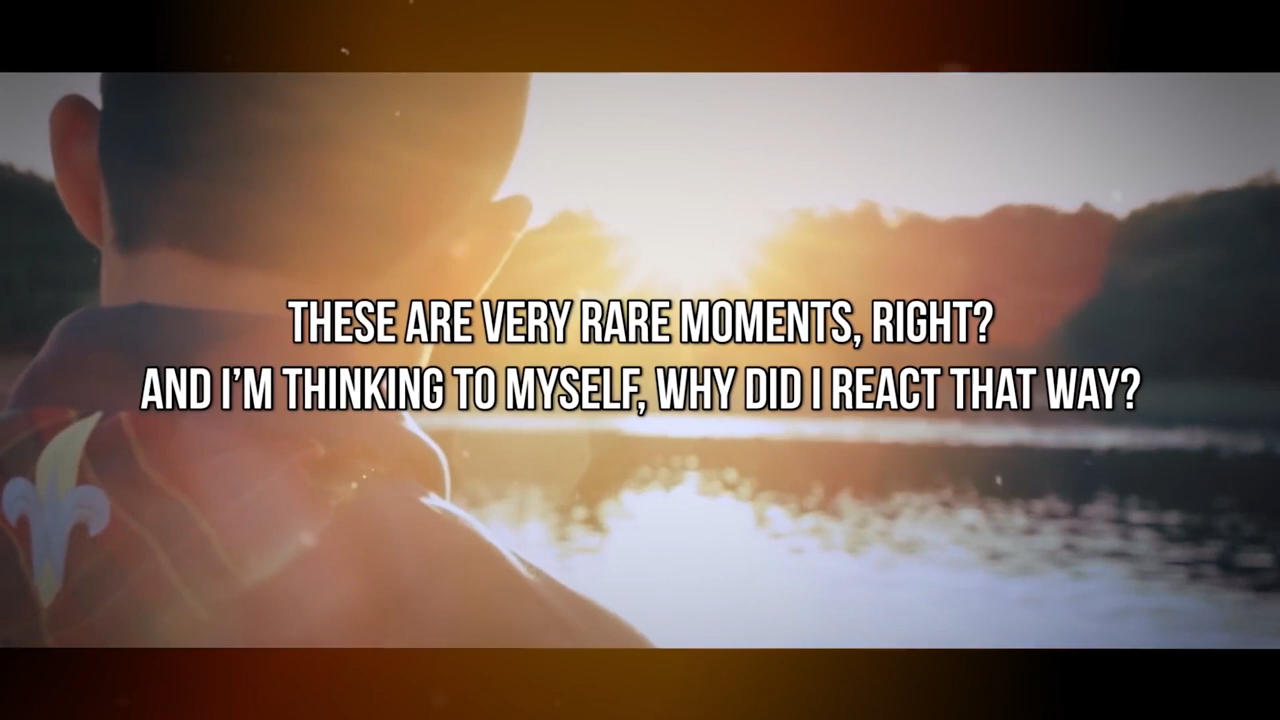 THESE ARE VERY RARE MOMENTS, RIGHT?
AND I'M THINKING TO MYSELF, WHY DID I REACT THAT WAY?